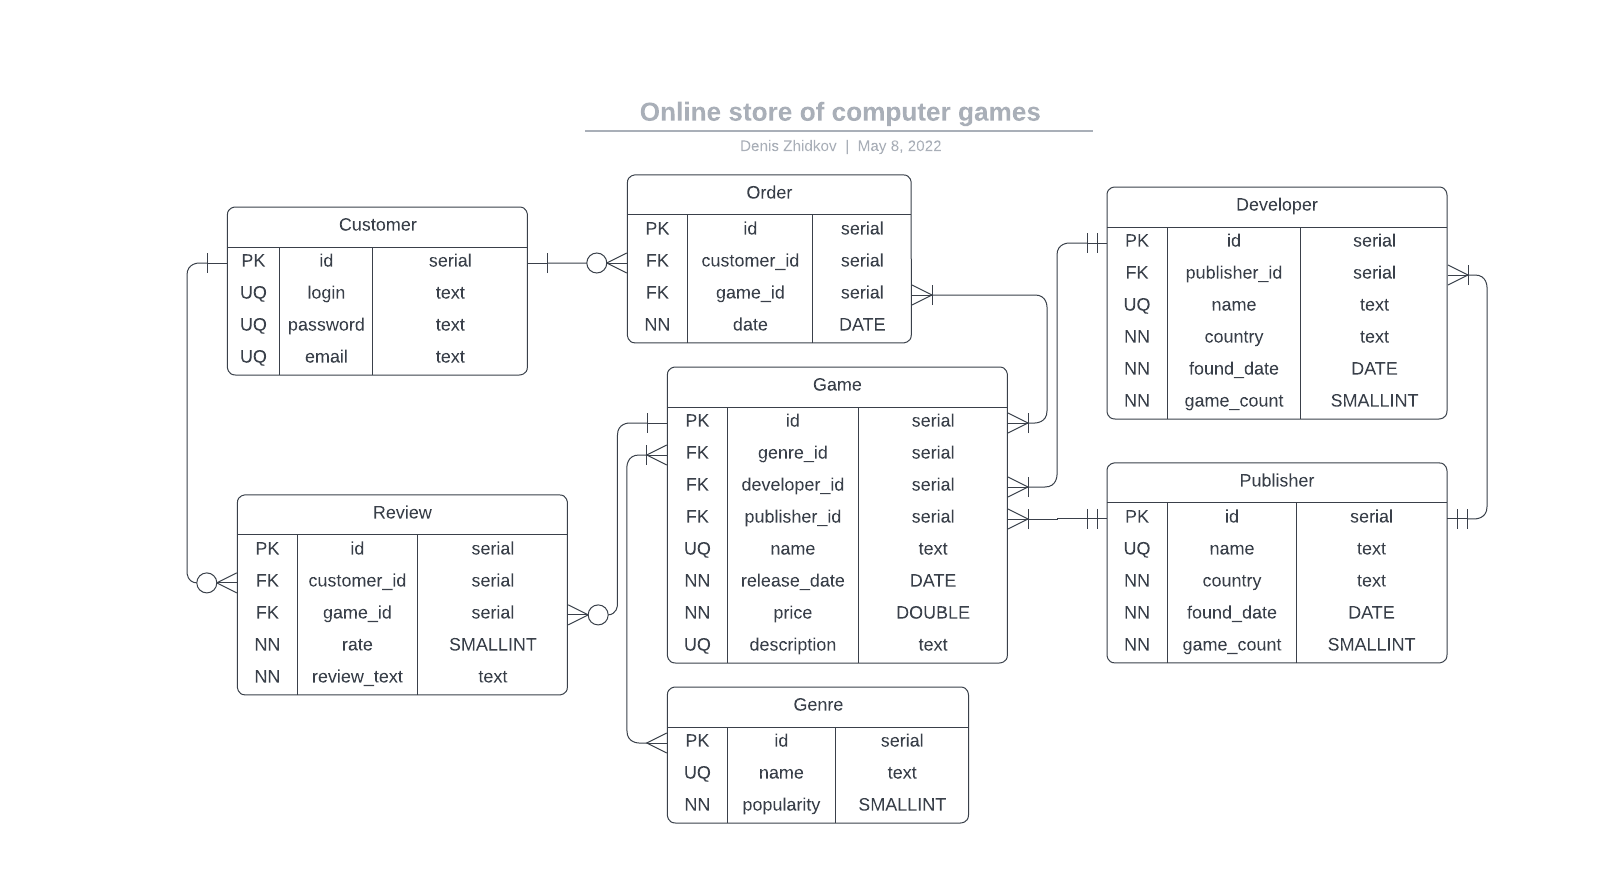 Online store of computer games
Denis Zhidkov | May 8, 2022
Customer
PK id serial
UQ login text
UQ password text
UQ email text
Order
PK id serial
FK customer_id serial
FK game_id serial
NN date DATE
Developer
PK id serial
FK publisher_id serial
UQ name text
NN country text
NN found_date DATE
NN game_count SMALLINT
Game
PK id serial
FK genre_id serial
FK developer_id serial
FK publisher_id serial
UQ name text
NN release_date DATE
NN price DOUBLE
UQ description text
Publisher
PK id serial
UQ name text
NN country text
NN found_date DATE
NN game_count SMALLINT
Review
PK id serial
FK customer_id serial
FK game_id serial
NN rate SMALLINT
NN review_text text
Genre
PK id serial
UQ name text
NN popularity SMALLINT